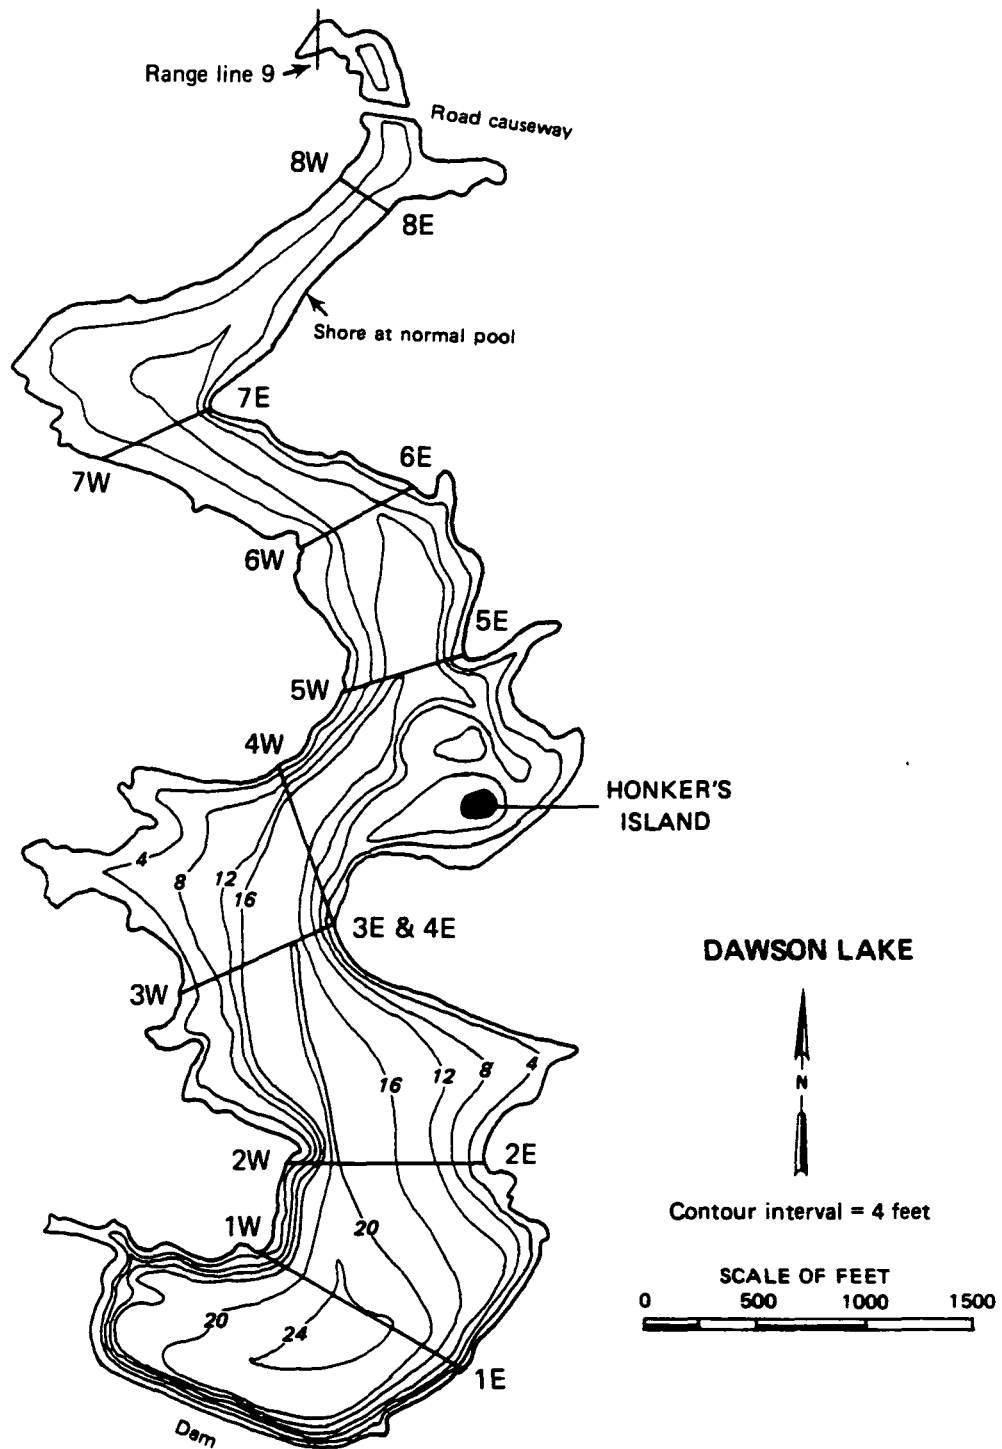 Range line 9
Road causeway
8W
8E
Shore at normal pool
7E
7W
6E
6W
5E
5W
4W
HONKER'S
ISLAND
4
8
12
16
3E & 4E
DAWSON LAKE
3W
N
16
12
8
4
2W
2E
Contour interval = 4 feet
1W
20
SCALE OF FEET
0 500 1000 1500
20
24
1E
Dam